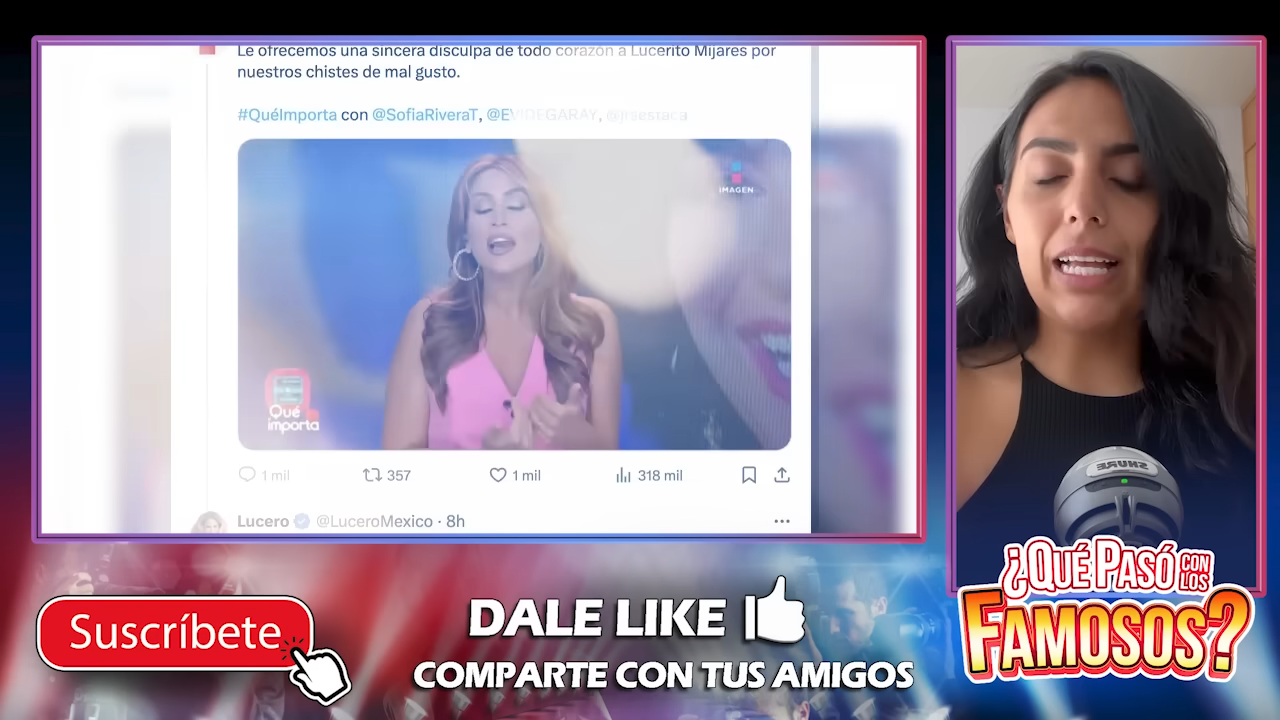 Le ofrecemos una sincera disculpa de todo corazón a Lucerito Mijares por
nuestros chistes de mal gusto.
#QuéImporta con @SofiaRiveraT, @EVIDEGARAY,
IMAGEN
Qué
importa
1 mil
357
1 mil
318 mil
Lucero @LuceroMexico · 8h
SHURE
¿QUÉ PASÓ CON
LOS
FAMOSOS?
Suscríbete
DALE LIKE
COMPARTE CON TUS AMIGOS